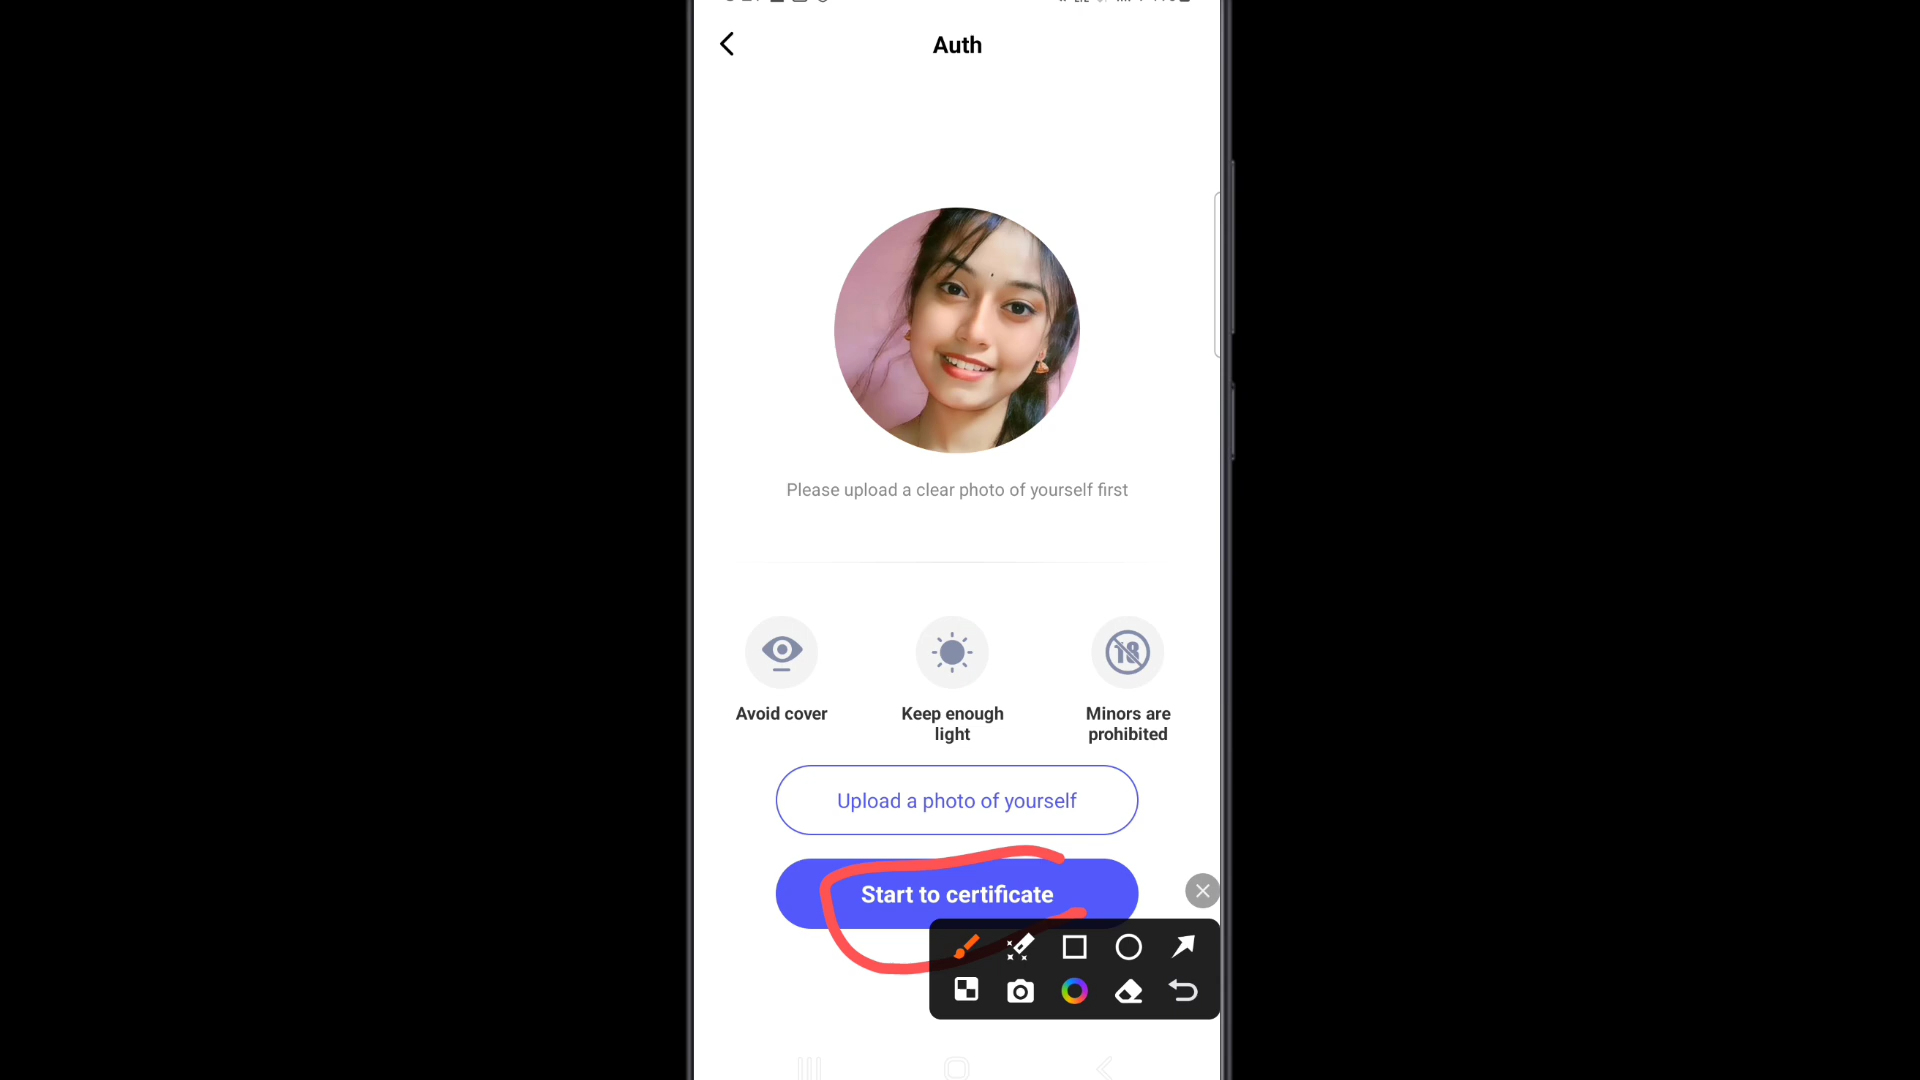 Auth
Please upload a clear photo of yourself first
18
Avoid cover
Keep enough
light
Minors are
prohibited
Upload a photo of yourself
Start to certificate